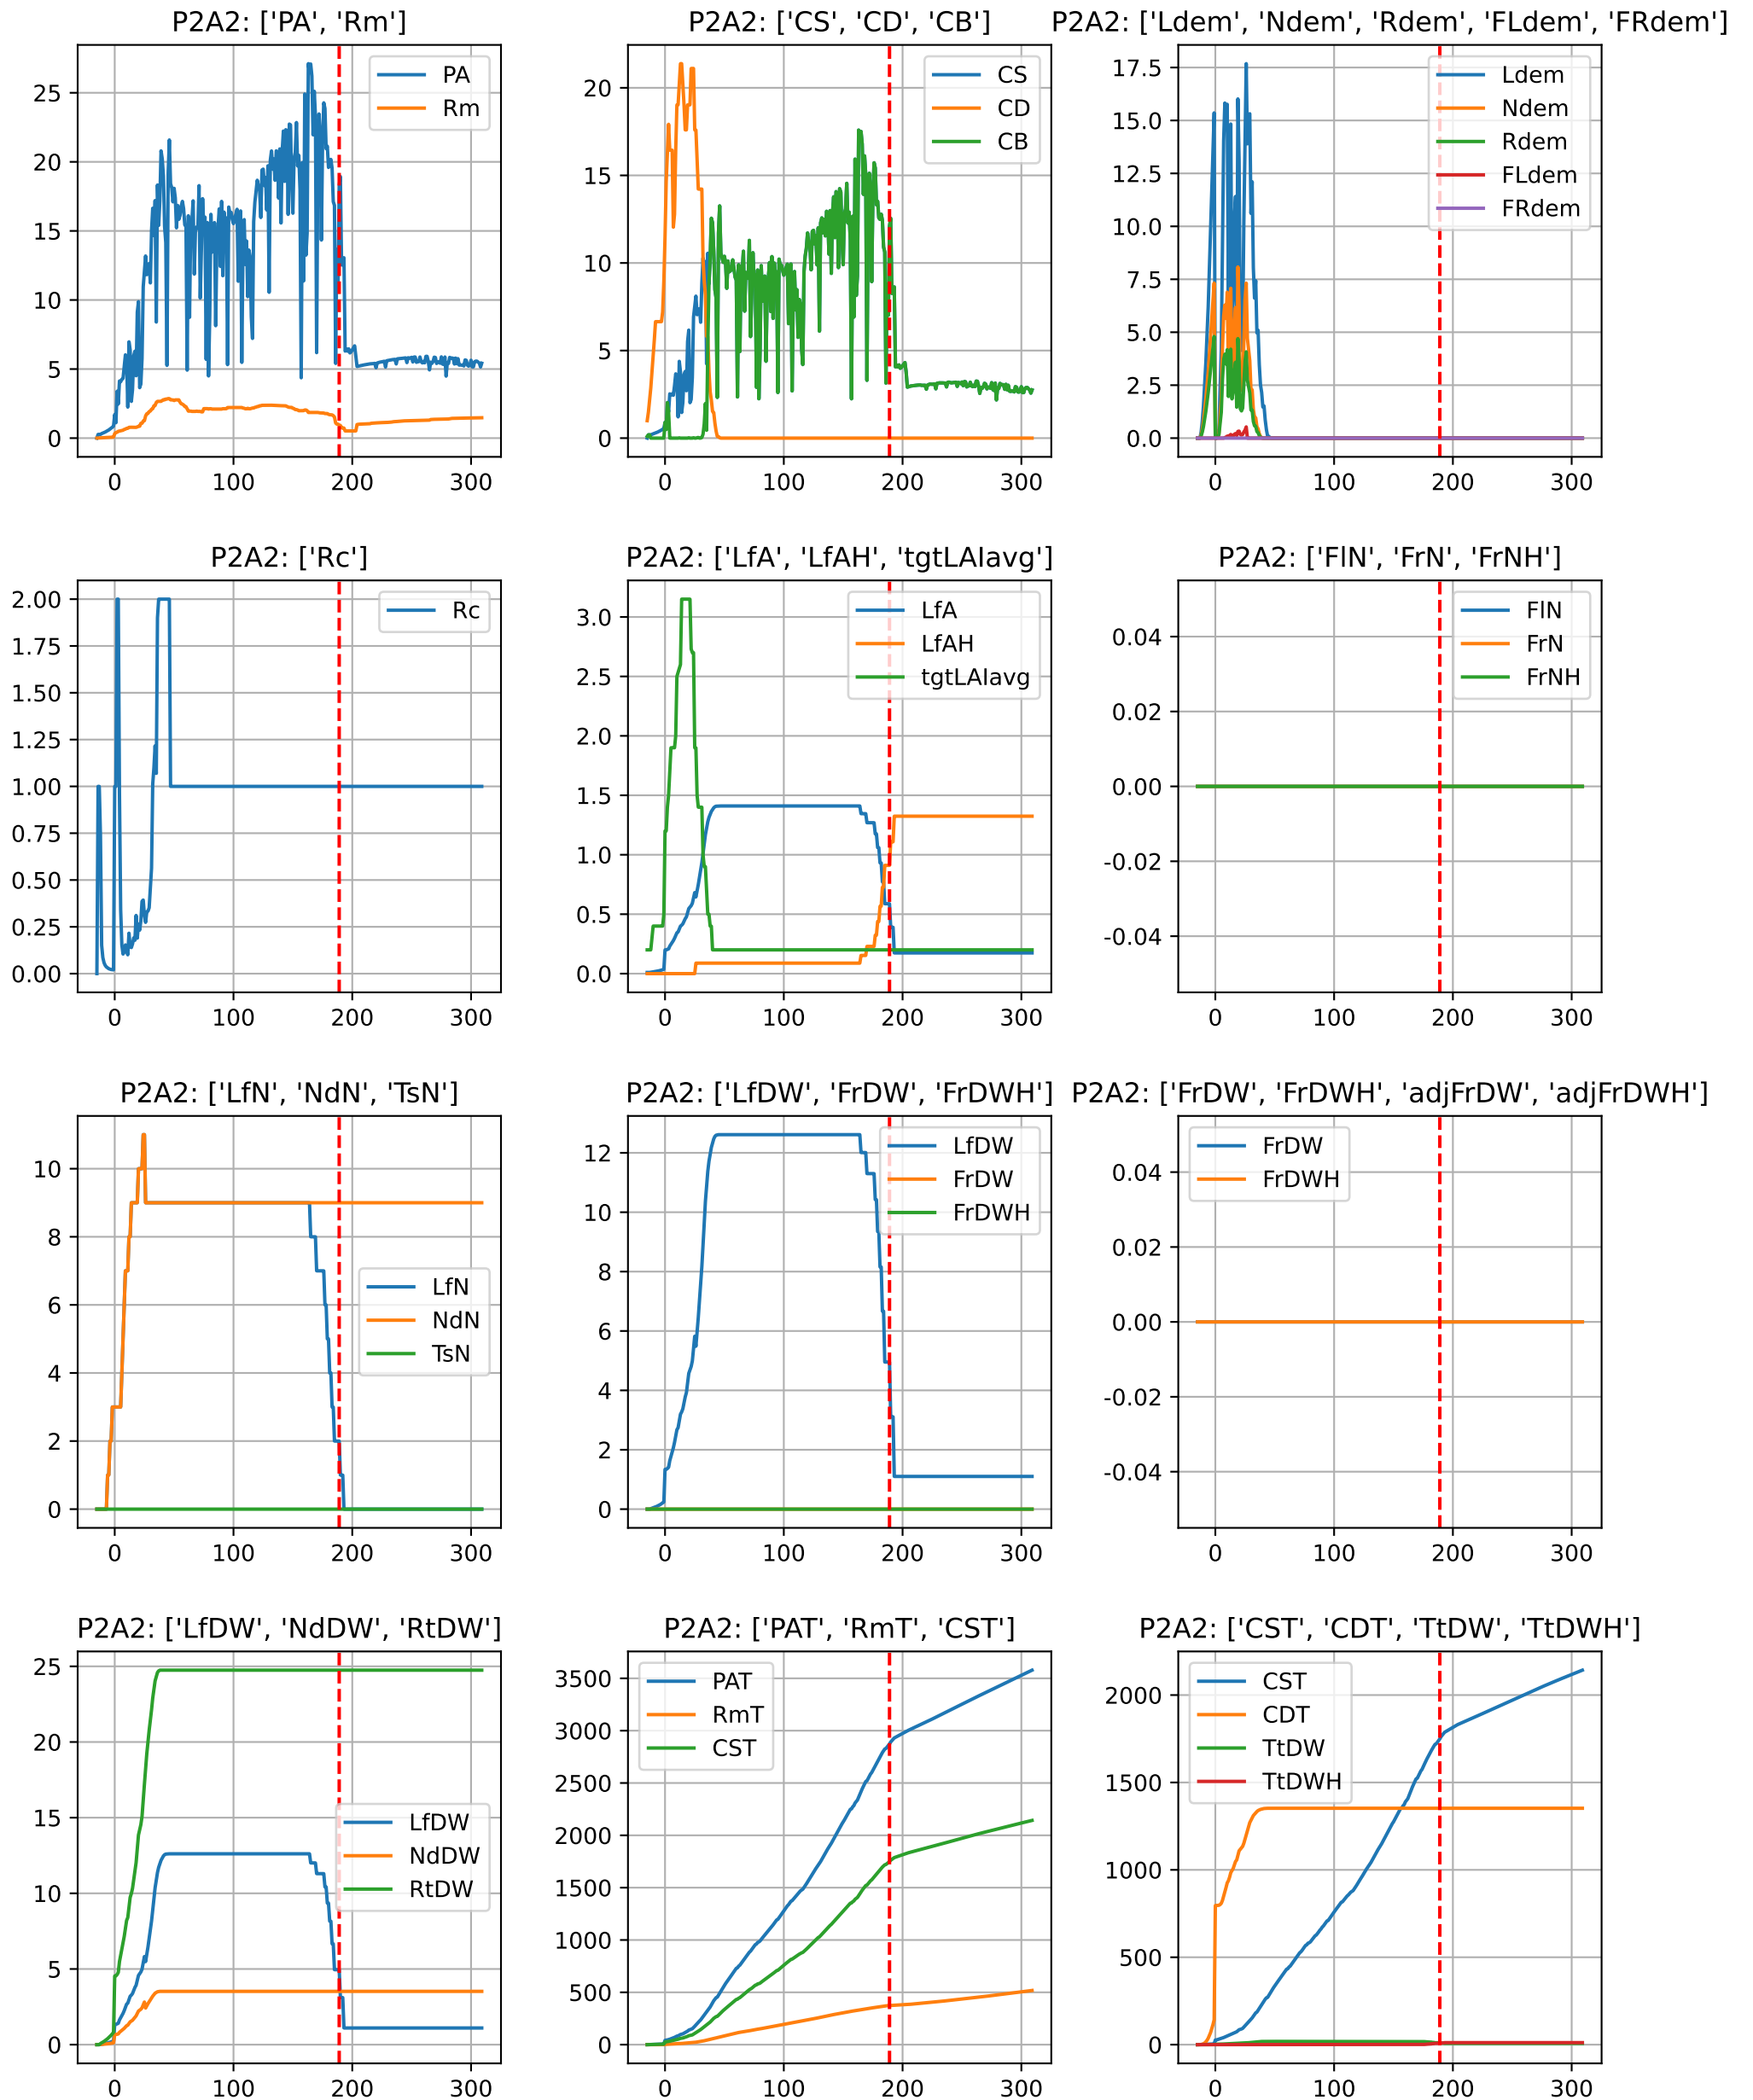 P2A2: ['PA', 'Rm']
25
20
15
10
5
0
PA
Rm
0 100 200 300
P2A2: ['CS', 'CD', 'CB']
20
15
10
5
0
CS
CD
CB
0 100 200 300
P2A2: ['Ldem', 'Ndem', 'Rdem', 'FLdem', 'FRdem']
17.5
15.0
12.5
10.0
7.5
5.0
2.5
0.0
Ldem
Ndem
Rdem
FLdem
FRdem
0 100 200 300
P2A2: ['Rc']
2.00
1.75
1.50
1.25
1.00
0.75
0.50
0.25
0.00
Rc
0 100 200 300
P2A2: ['LfA', 'LfAH', 'tgtLAIavg']
3.0
2.5
2.0
1.5
1.0
0.5
0.0
LfA
LfAH
tgtLAIavg
0 100 200 300
P2A2: ['FlN', 'FrN', 'FrNH']
0.04
0.02
0.00
-0.02
-0.04
FlN
FrN
FrNH
0 100 200 300
P2A2: ['LfN', 'NdN', 'TsN']
10
8
6
4
2
0
LfN
NdN
TsN
0 100 200 300
P2A2: ['LfDW', 'FrDW', 'FrDWH']
12
10
8
6
4
2
0
LfDW
FrDW
FrDWH
0 100 200 300
P2A2: ['FrDW', 'FrDWH', 'adjFrDW', 'adjFrDWH']
0.04
0.02
0.00
-0.02
-0.04
FrDW
FrDWH
0 100 200 300
P2A2: ['LfDW', 'NdDW', 'RtDW']
25
20
15
10
5
0
LfDW
NdDW
RtDW
0 100 200 300
P2A2: ['PAT', 'RmT', 'CST']
3500
3000
2500
2000
1500
1000
500
0
PAT
RmT
CST
0 100 200 300
P2A2: ['CST', 'CDT', 'TtDW', 'TtDWH']
2000
1500
1000
500
0
CST
CDT
TtDW
TtDWH
0 100 200 300